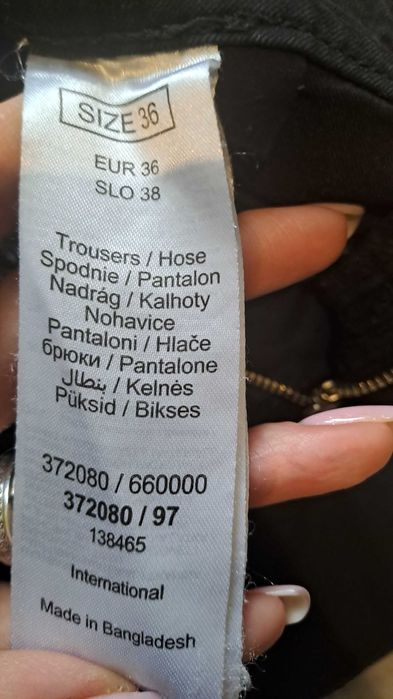 SIZE 36
EUR 36
SLO 38
Trousers / Hose
Spodnie / Pantalon
Nadrág / Kalhoty
Nohavice
Pantaloni / Hlače
брюки / Pantalone
بنطال / Kelnės
Püksid / Bikses
372080 / 660000
372080 / 97
138465
International
Made in Bangladesh